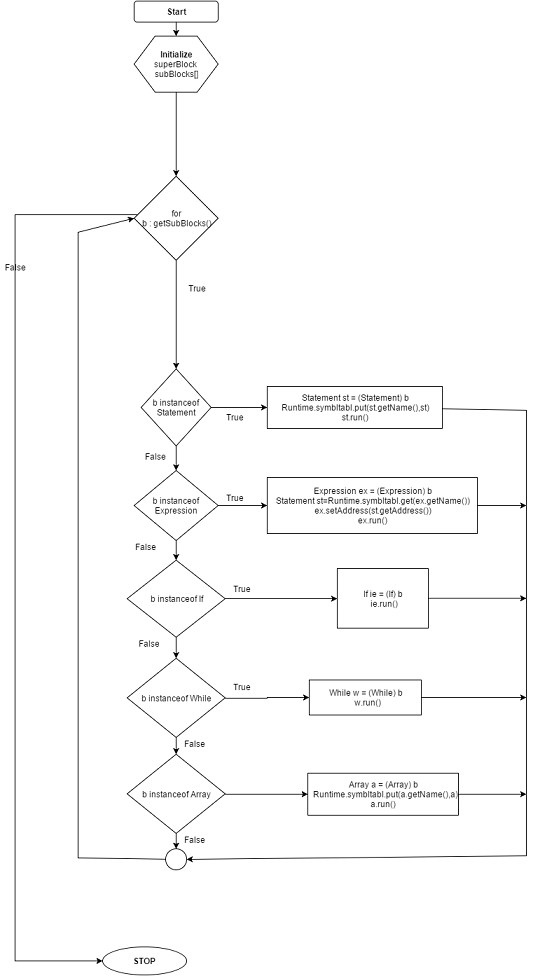 Start
Initialize
superBlock
subBlocks[]
for
b : getSubBlocks()
False
True
b instanceof
Statement
True
Statement st = (Statement) b
Runtime.symbltabl.put(st.getName(),st)
st.run()
False
b instanceof
Expression
True
Expression ex = (Expression) b
Statement st=Runtime.symbltabl.get(ex.getName())
ex.setAddress(st.getAddress())
ex.run()
False
b instanceof If
True
If ie = (If) b
ie.run()
False
b instanceof While
True
While w = (While) b
w.run()
False
b instanceof Array
Array a = (Array) b
Runtime.symbltabl.put(a.getName(),a)
a.run()
False
STOP